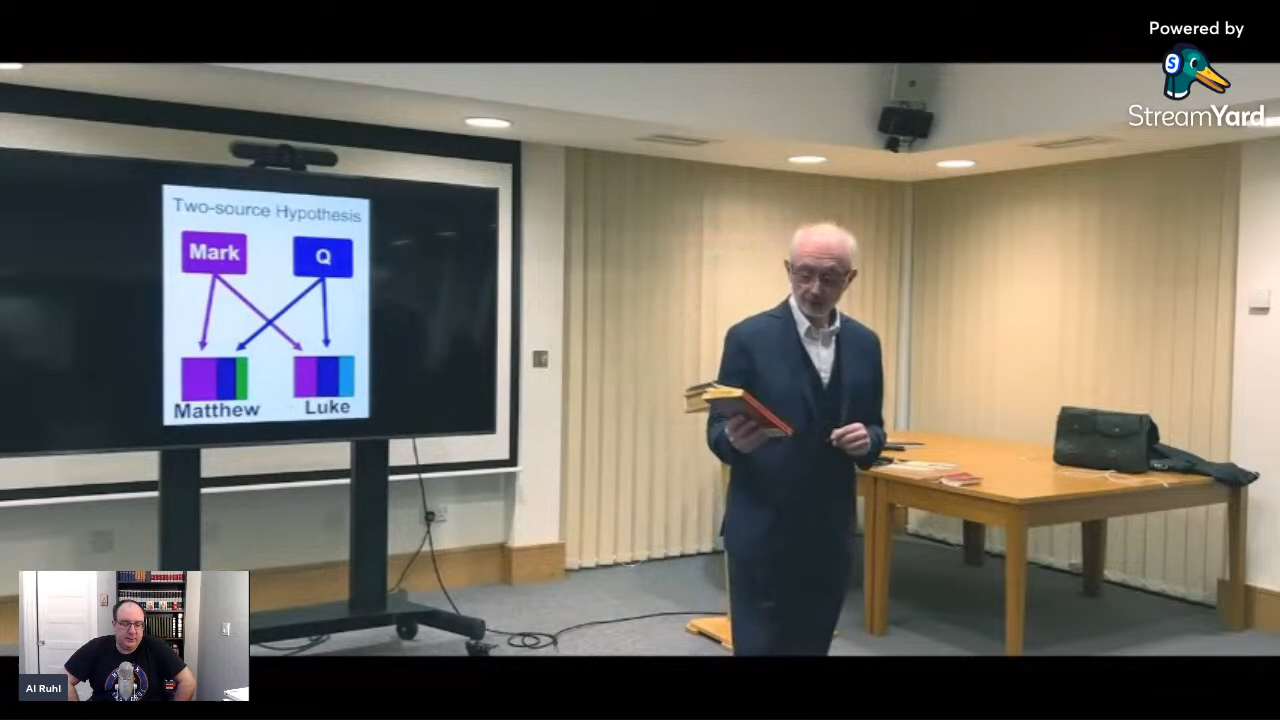 Powered by
StreamYard
Two-source Hypothesis
Mark
Q
Matthew
Luke
Al Ruhl